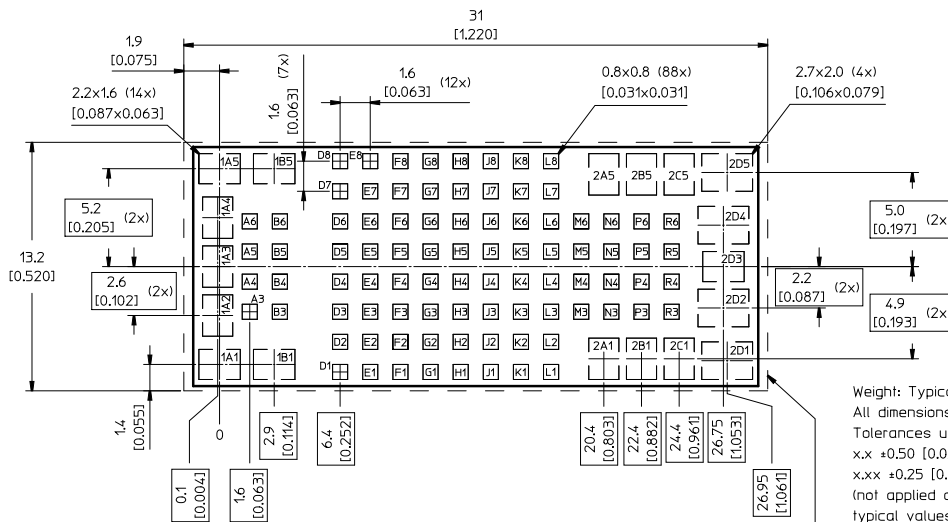 31
[1.220]
1.9
[0.075]
1.6
[0.063]
(7x)
1.6
[0.063] (12x)
0.8x0.8 (88x)
[0.031x0.031]
2.7x2.0 (4x)
[0.106x0.079]
2.2x1.6 (14x)
[0.087x0.063]
1A5 1B5 D8 E8 F8 G8 H8 J8 K8 L8 2A5 2B5 2C5 2D5
D7 E7 F7 G7 H7 J7 K7 L7
1A4 A6 B6 D6 E6 F6 G6 H6 J6 K6 L6 M6 N6 P6 R6 2D4
1A3 A5 B5 D5 E5 F5 G5 H5 J5 K5 L5 M5 N5 P5 R5 2D3
A4 B4 D4 E4 F4 G4 H4 J4 K4 L4 M4 N4 P4 R4
1A2 A3 B3 D3 E3 F3 G3 H3 J3 K3 L3 M3 N3 P3 R3 2D2
D2 E2 F2 G2 H2 J2 K2 L2
1A1 1B1 D1 E1 F1 G1 H1 J1 K1 L1 2A1 2B1 2C1 2D1
13.2
[0.520]
5.2
[0.205] (2x)
2.6
[0.102] (2x)
1.4
[0.055]
5.0
[0.197] (2x
2.2
[0.087] (2x)
4.9
[0.193] (2x
0
0.1
[0.004]
1.6
[0.063]
2.9
[0.114]
6.4
[0.252]
20.4
[0.803]
22.4
[0.882]
24.4
[0.961]
26.75
[1.053]
26.95
[1.061]
Weight: Typica
All dimensions
Tolerances u
x.x ±0.50 [0.0
x.xx ±0.25 [0.
(not applied o
typical values